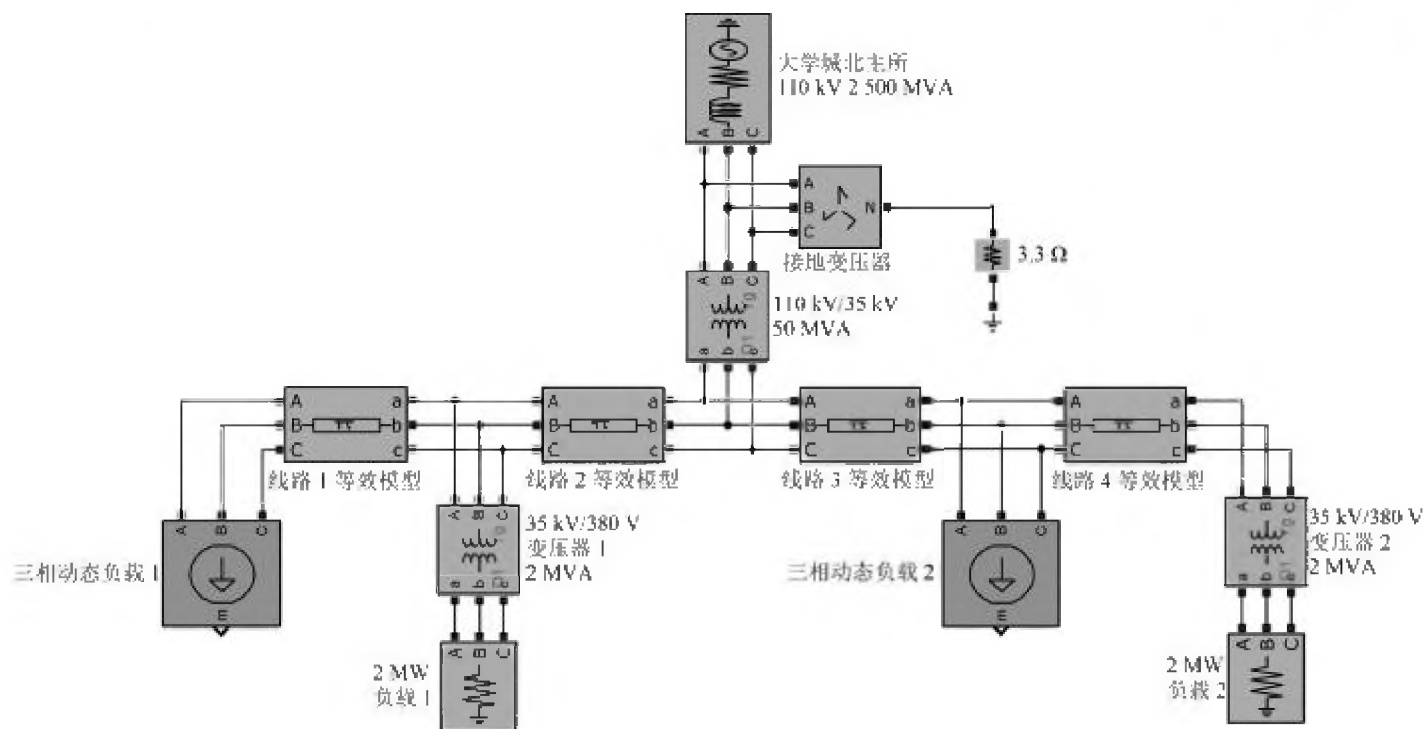 大学城北主所
110 kV 2 500 MVA
A B C
A
B
C
N
接地变压器
3.3 Ω
A B C
Yg
D1
a b c
110 kV/35 kV
50 MVA
A a
B b
C c
线路 1 等效模型
A a
B b
C c
线路 2 等效模型
A a
B b
C c
线路 3 等效模型
A a
B b
C c
线路 4 等效模型
A B C
三相动态负载 1
m
A B C
a b c
35 kV/380 V
变压器 1
2 MVA
A B C
2 MW
负载 1
A B C
三相动态负载 2
m
A B C
a b c
35 kV/380 V
变压器 2
2 MVA
A B C
2 MW
负载 2